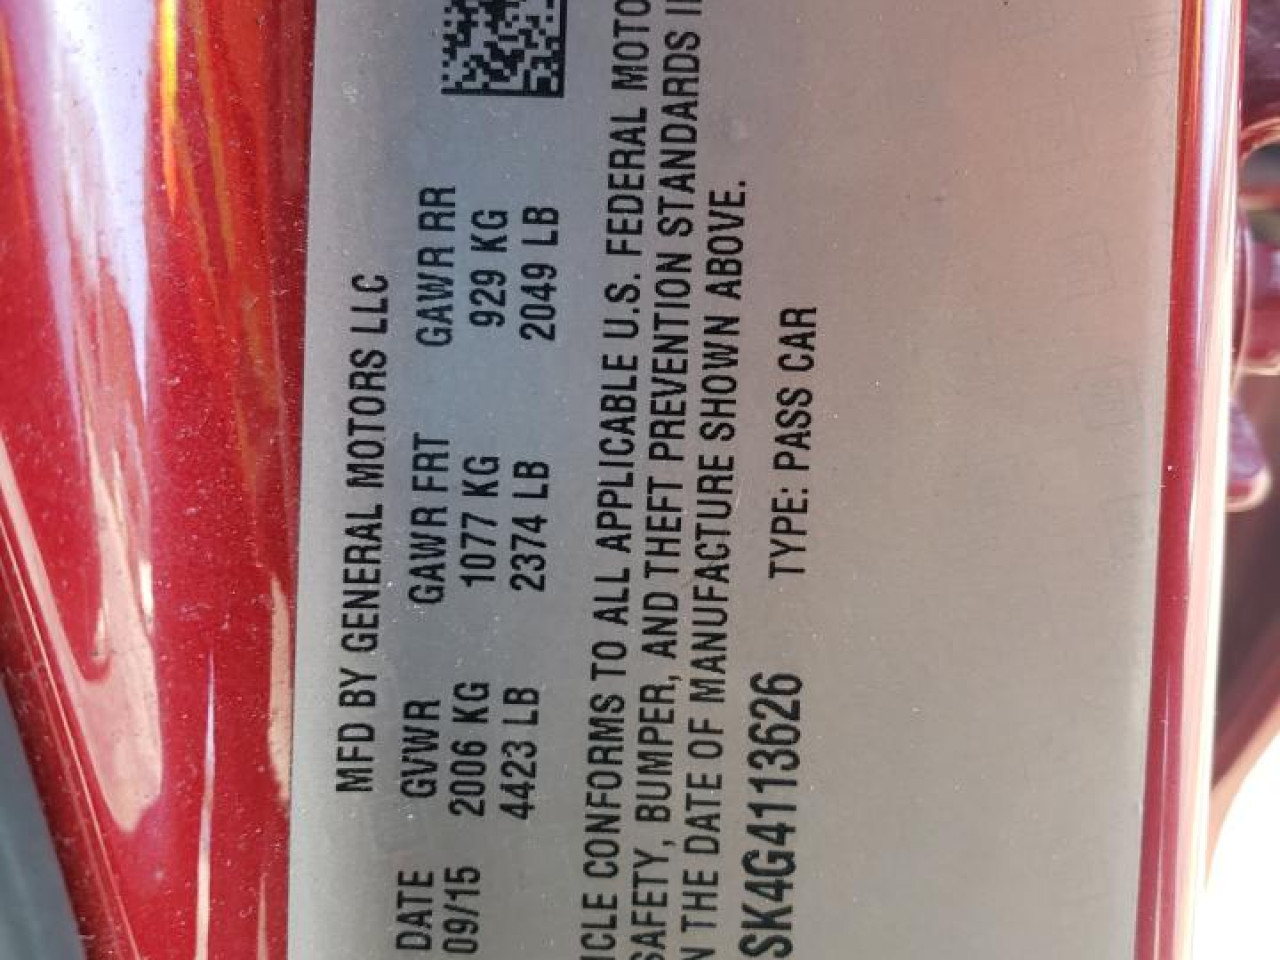 MFD BY GENERAL MOTORS LLC
DATE GVWR GAWR FRT GAWR RR
09/15 2006 KG 1077 KG 929 KG
4423 LB 2374 LB 2049 LB
ICLE CONFORMS TO ALL APPLICABLE U.S. FEDERAL MOTO
SAFETY, BUMPER, AND THEFT PREVENTION STANDARDS I
N THE DATE OF MANUFACTURE SHOWN ABOVE.
SK4G4113626 TYPE: PASS CAR